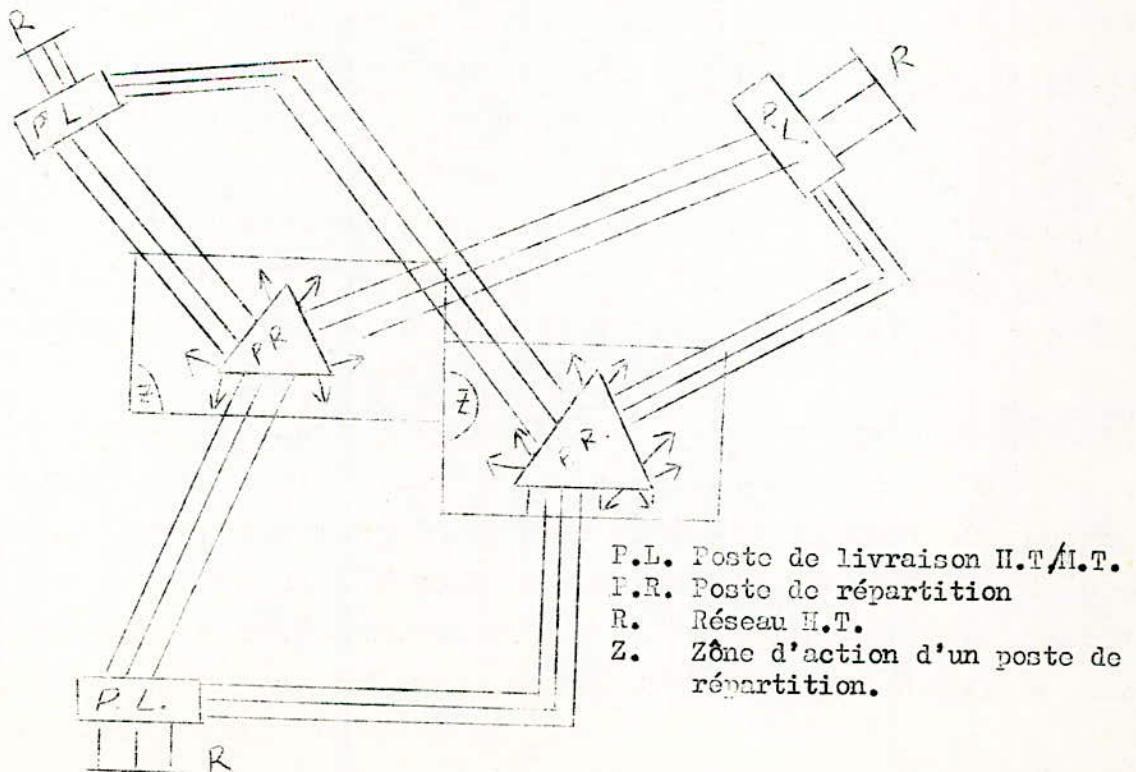 R
P.L.
R
P.L.
PR
Z
Z
P.R.
P.L. Poste de livraison H.T/H.T.
P.R. Poste de répartition
R. Réseau H.T.
Z. Zône d'action d'un poste de
répartition.
P.L.
R